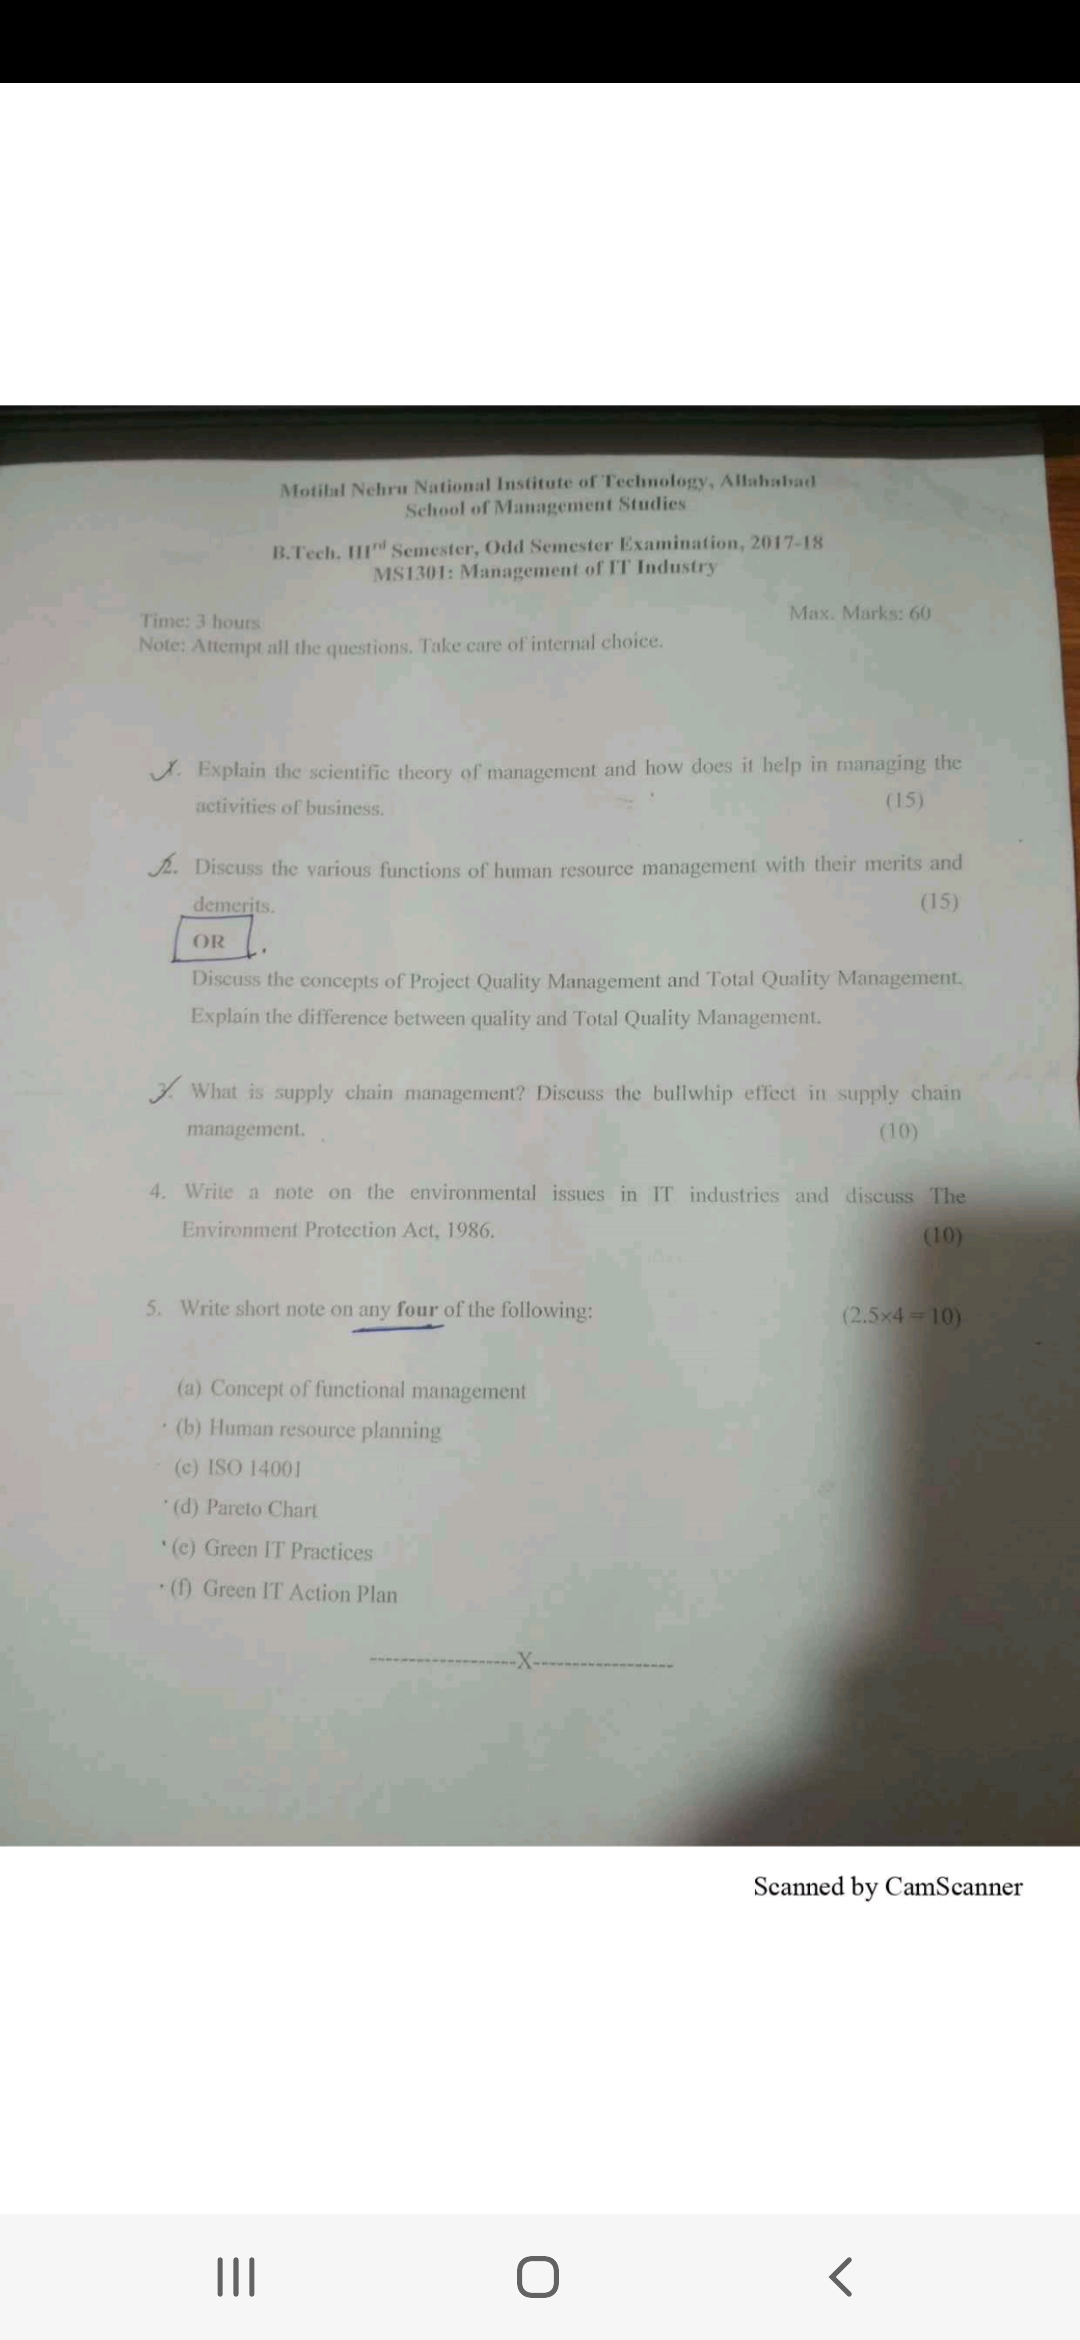 Motilal Nehru National Institute of Technology, Allahabad
School of Management Studies
B.Tech. IIIrd Semester, Odd Semester Examination, 2017-18
MS1301: Management of IT Industry
Time: 3 hours
Max. Marks: 60
Note: Attempt all the questions. Take care of internal choice.
1. Explain the scientific theory of management and how does it help in managing the
activities of business. (15)
2. Discuss the various functions of human resource management with their merits and
demerits. (15)
OR
Discuss the concepts of Project Quality Management and Total Quality Management.
Explain the difference between quality and Total Quality Management.
3. What is supply chain management? Discuss the bullwhip effect in supply chain
management. (10)
4. Write a note on the environmental issues in IT industries and discuss The
Environment Protection Act, 1986. (10)
5. Write short note on any four of the following: (2.5×4=10)
(a) Concept of functional management
(b) Human resource planning
(c) ISO 14001
(d) Pareto Chart
(e) Green IT Practices
(f) Green IT Action Plan
-------------------X------------------
Scanned by CamScanner